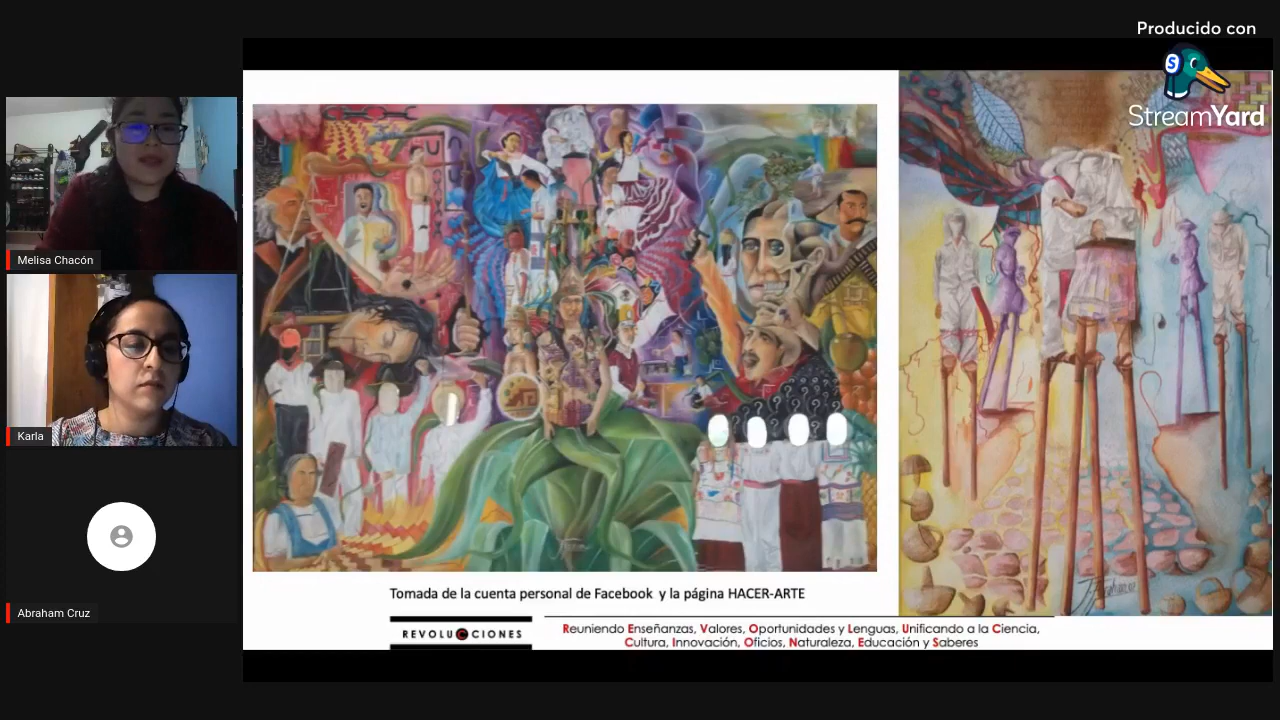 Producido con
StreamYard
Melisa Chacón
Karla
Abraham Cruz
Tomada de la cuenta personal de Facebook y la página HACER-ARTE
REVOLUCCIONES
Reuniendo Enseñanzas, Valores, Oportunidades y Lenguas, Unificando a la Ciencia,
Cultura, Innovación, Oficios, Naturaleza, Educación y Saberes